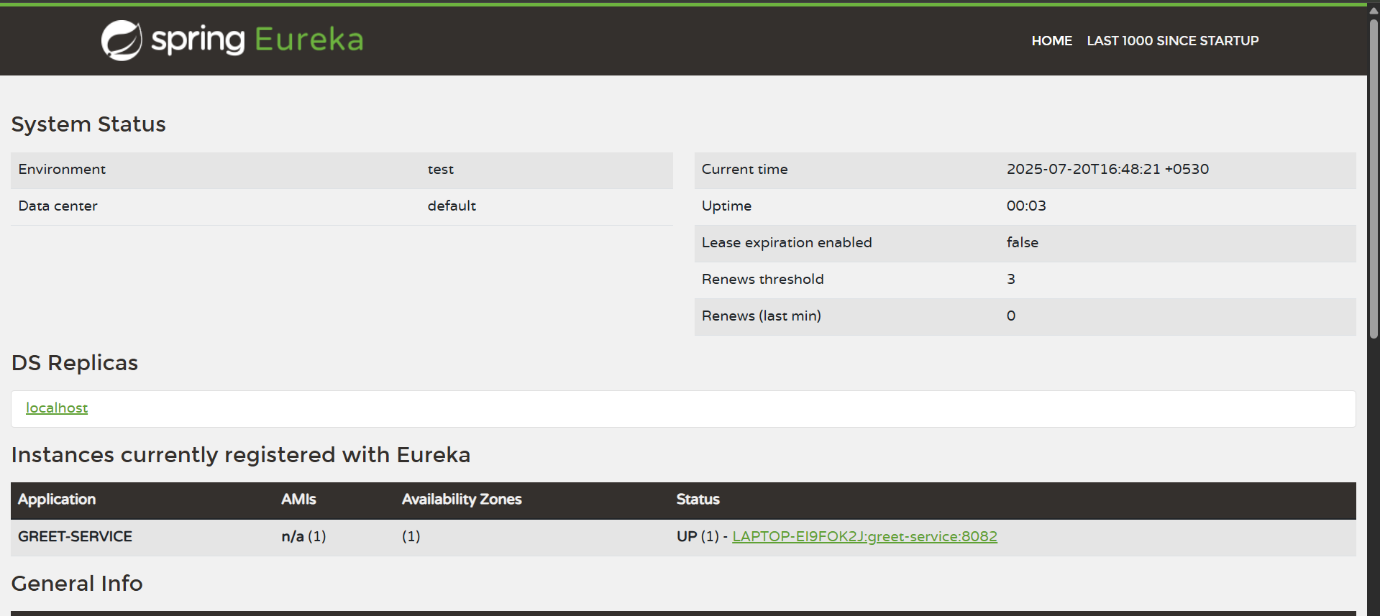 spring Eureka
HOME LAST 1000 SINCE STARTUP
System Status
Environment test
Data center default
Current time 2025-07-20T16:48:21 +0530
Uptime 00:03
Lease expiration enabled false
Renews threshold 3
Renews (last min) 0
DS Replicas
localhost
Instances currently registered with Eureka
Application AMIs Availability Zones Status
GREET-SERVICE n/a (1) (1) UP (1) - LAPTOP-EI9FOK2J:greet-service:8082
General Info